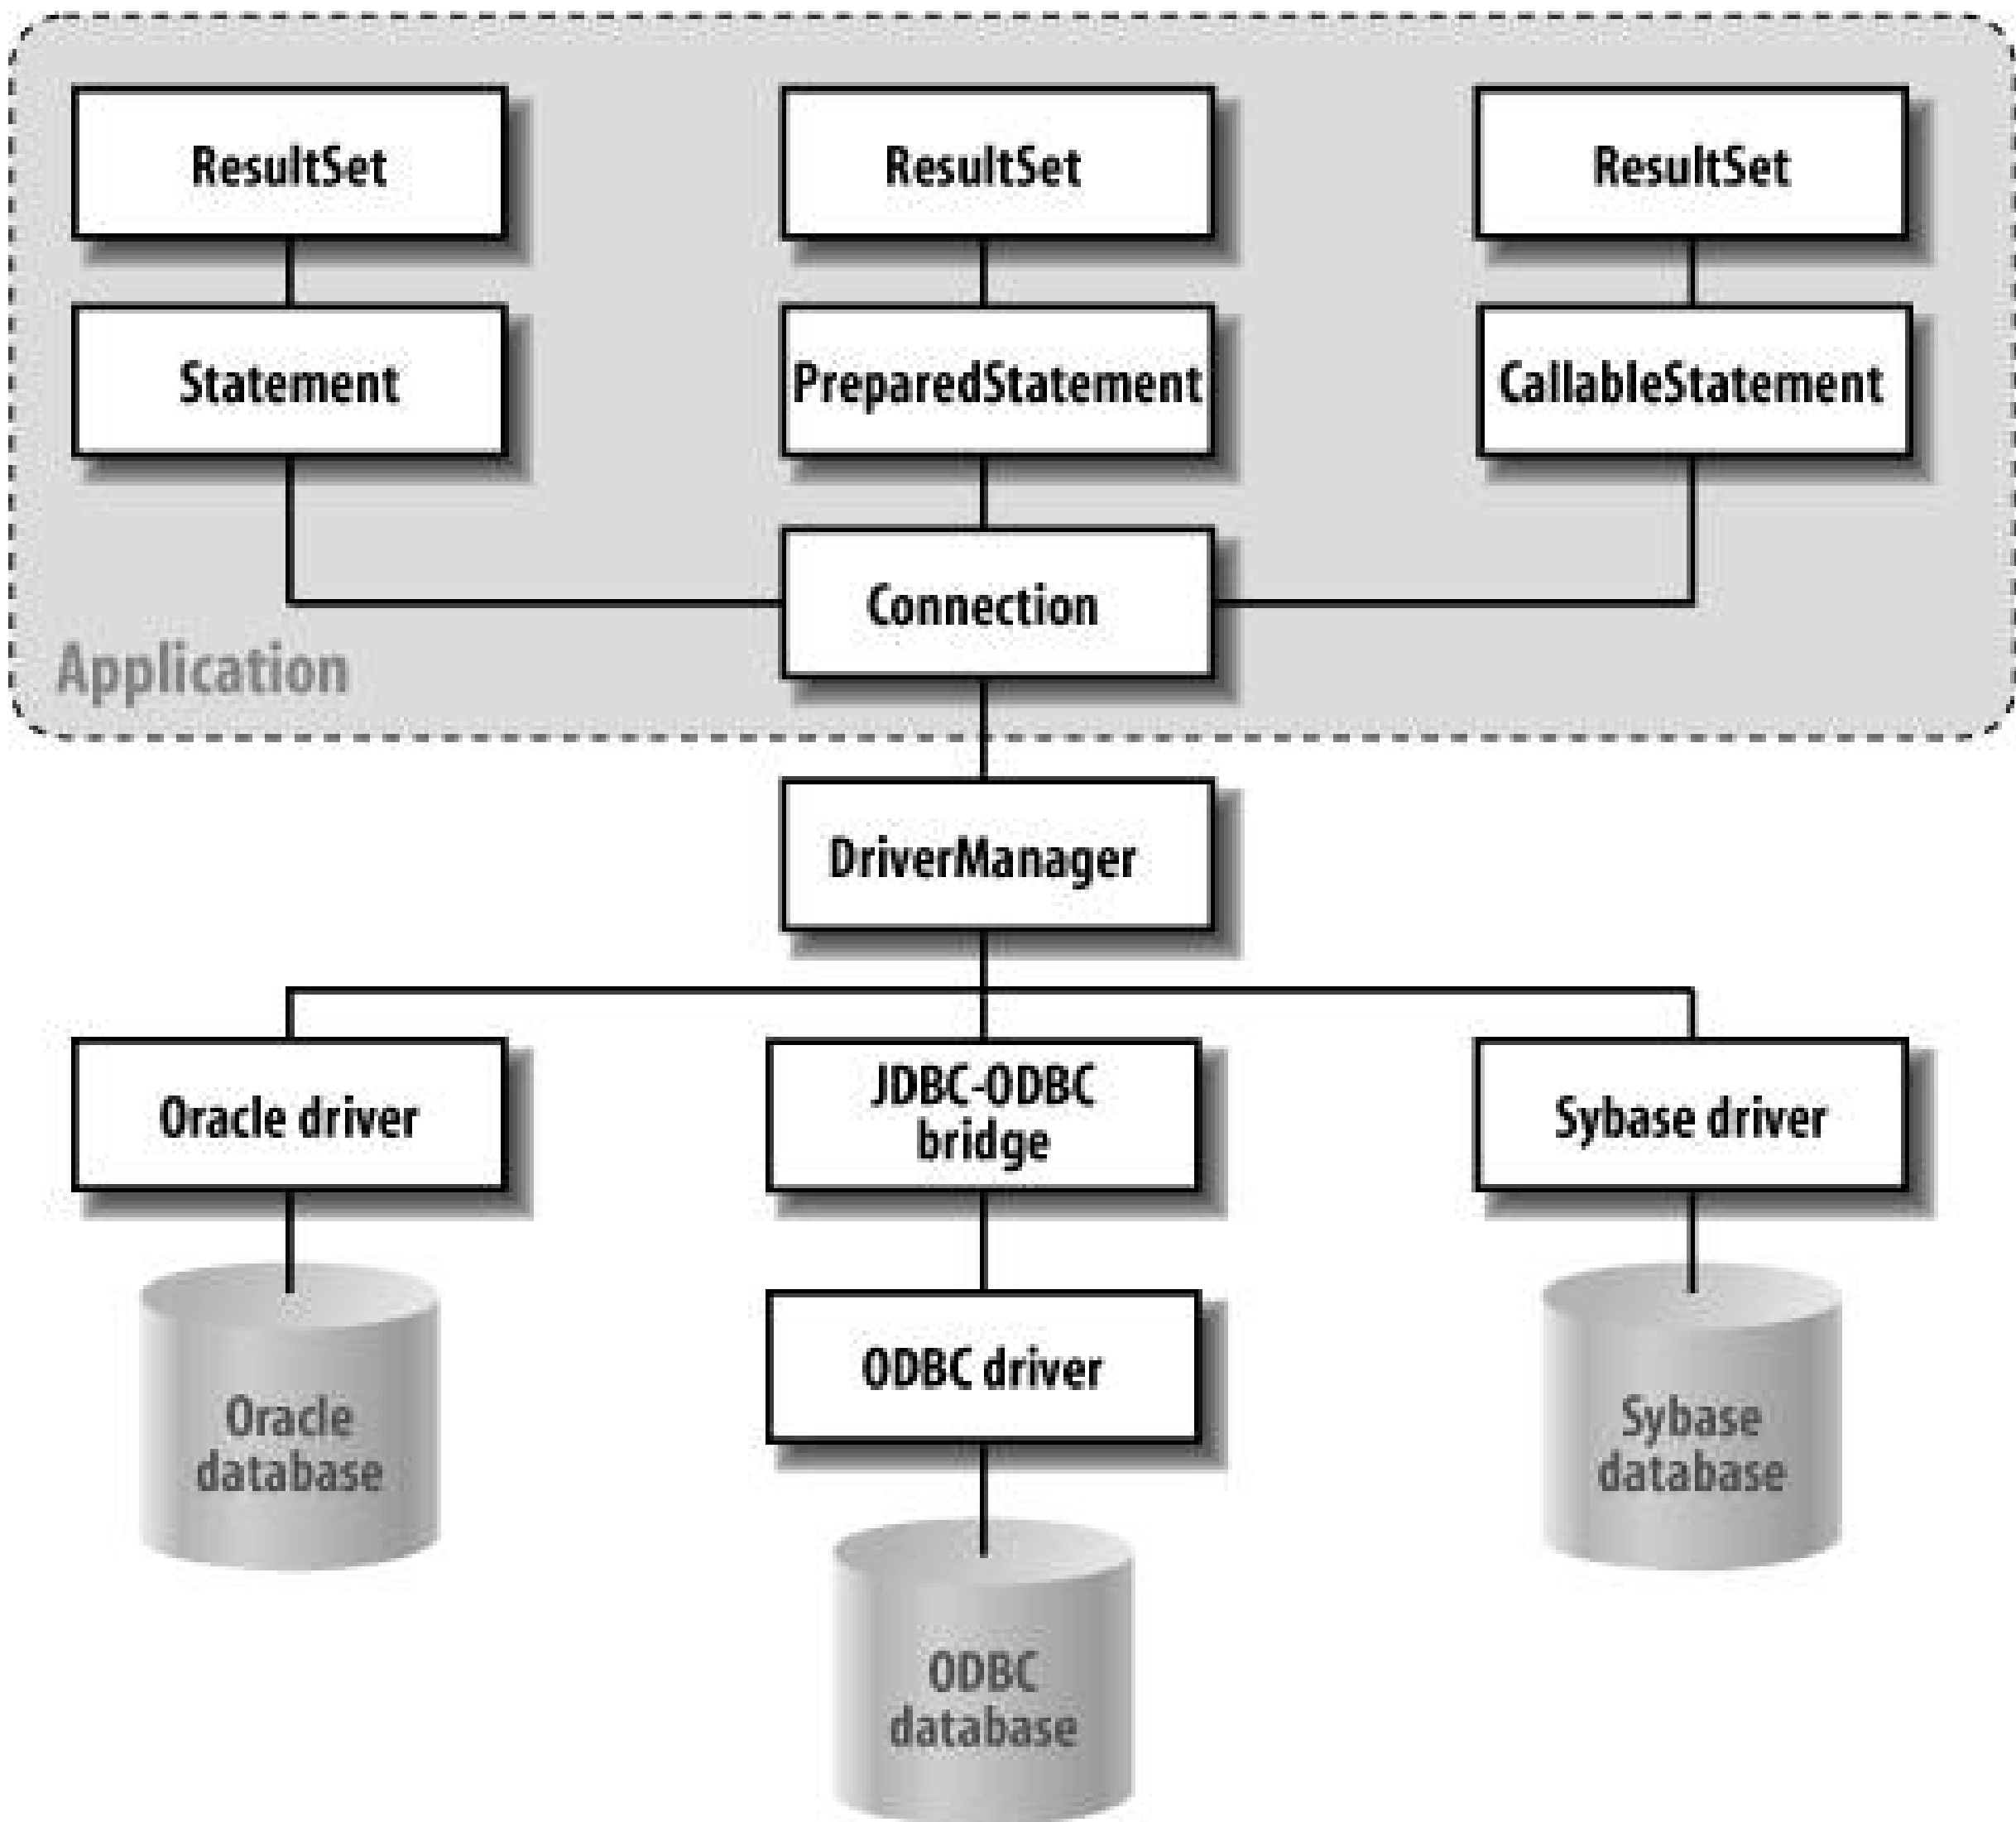 ResultSet
ResultSet
ResultSet
Statement
PreparedStatement
CallableStatement
Connection
Application
DriverManager
Oracle driver
JDBC-ODBC
bridge
Sybase driver
ODBC driver
Oracle
database
Sybase
database
ODBC
database